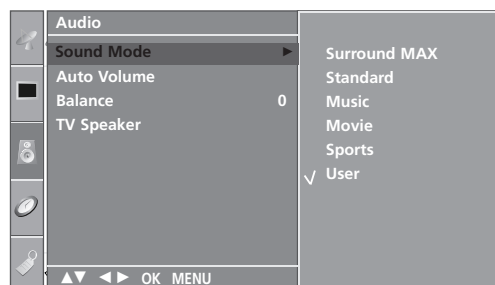 Audio
Sound Mode ►
Auto Volume
Balance 0
TV Speaker
▲▼ ◄► OK MENU
Surround MAX
Standard
Music
Movie
Sports
√ User